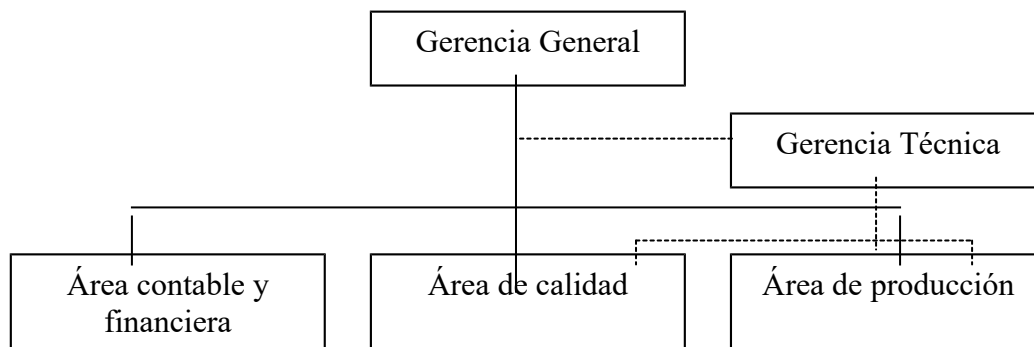 Gerencia General
Gerencia Técnica
Área contable y
financiera
Área de calidad
Área de producción